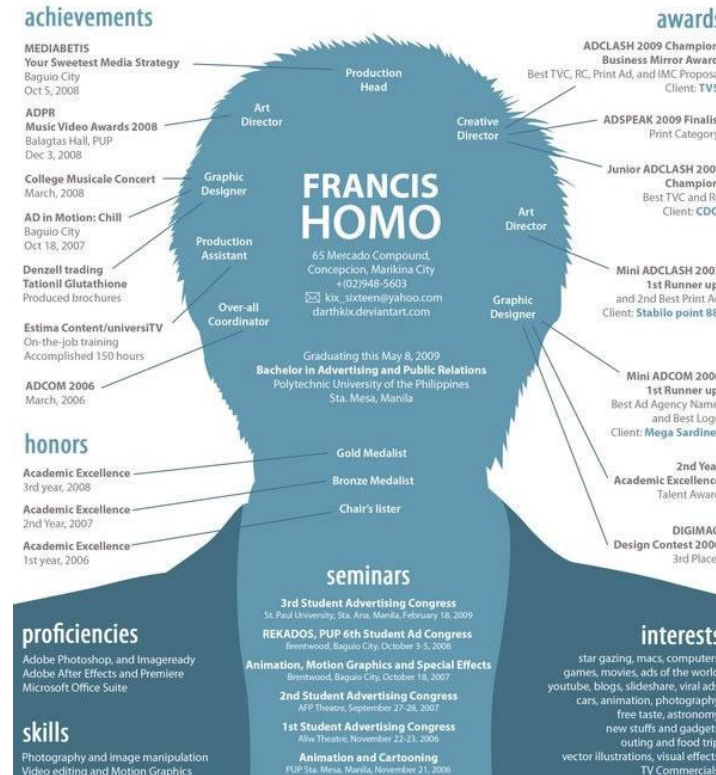 achievements
MEDIABETIS
Your Sweetest Media Strategy
Baguio City
Oct 5, 2008
ADPR
Music Video Awards 2008
Balagtas Hall, PUP
Dec 3, 2008
College Musicale Concert
March, 2008
AD in Motion: Chill
Baguio City
Oct 18, 2007
Denzell trading
Tationil Glutathione
Produced brochures
Estima Content/universiTV
On-the-job training
Accomplished 150 hours
ADCOM 2006
March, 2006
honors
Academic Excellence
3rd year, 2008
Academic Excellence
2nd Year, 2007
Academic Excellence
1st year, 2006
Production
Head
Art
Director
Graphic
Designer
Production
Assistant
Over-all
Coordinator
Creative
Director
Art
Director
Graphic
Designer
FRANCIS
HOMO
65 Mercado Compound,
Concepcion, Marikina City
+(02)948-5603
kix_sixteen@yahoo.com
darthkix.deviantart.com
Graduating this May 8, 2009
Bachelor in Advertising and Public Relations
Polytechnic University of the Philippines
Sta. Mesa, Manila
Gold Medalist
Bronze Medalist
Chair's lister
awards
ADCLASH 2009 Champion
Business Mirror Award
Best TVC, RC, Print Ad, and IMC Proposa
Client: TV5
ADSPEAK 2009 Finalis
Print Category
Junior ADCLASH 200
Champion
Best TVC and R
Client: CDO
Mini ADCLASH 2007
1st Runner up
and 2nd Best Print Ad
Client: Stabilo point 88
Mini ADCOM 2006
1st Runner up
Best Ad Agency Name
and Best Logo
Client: Mega Sardine
2nd Year
Academic Excellence
Talent Award
DIGIMAG
Design Contest 2006
3rd Place
seminars
3rd Student Advertising Congress
St. Paul University, Sta. Ana, Manila, February 18, 2009
REKADOS, PUP 6th Student Ad Congress
Brentwood, Baguio City, October 3-5, 2008
Animation, Motion Graphics and Special Effects
Brentwood, Baguio City, October 18, 2007
2nd Student Advertising Congress
AFP Theatre, September 27-28, 2007
1st Student Advertising Congress
Aliw Theatre, November 22-23, 2006
Animation and Cartooning
PUP Sta. Mesa, Manila, November 21, 2006
proficiencies
Adobe Photoshop, and Imageready
Adobe After Effects and Premiere
Microsoft Office Suite
skills
Photography and image manipulation
Video editing and Motion Graphics
interests
star gazing, macs, computers
games, movies, ads of the world
youtube, blogs, slideshare, viral ads
cars, animation, photography
free taste, astronomy
new stuffs and gadgets
outing and food trip
vector illustrations, visual effects
TV Commercial